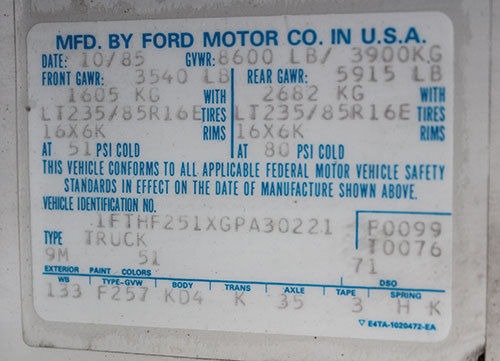 MFD. BY FORD MOTOR CO. IN U.S.A.
DATE: 10/85 GVWR: 8600 LB/ 3900KG
FRONT GAWR: 3540 LB REAR GAWR: 5915 LB
1605 KG WITH 2682 KG WITH
LT235/85R16E TIRES LT235/85R16E TIRES
16X6K RIMS 16X6K RIMS
AT 51 PSI COLD AT 80 PSI COLD
THIS VEHICLE CONFORMS TO ALL APPLICABLE FEDERAL MOTOR VEHICLE SAFETY
STANDARDS IN EFFECT ON THE DATE OF MANUFACTURE SHOWN ABOVE.
VEHICLE IDENTIFICATION NO.
1FTHF251XGPA30221 F0099
TYPE TRUCK T0076
9M 51 71
EXTERIOR PAINT COLORS DSO
WB TYPE-GVW BODY TRANS AXLE TAPE SPRING
133 F257 KD4 K 35 3 H K
▽ E4TA-1020472-EA